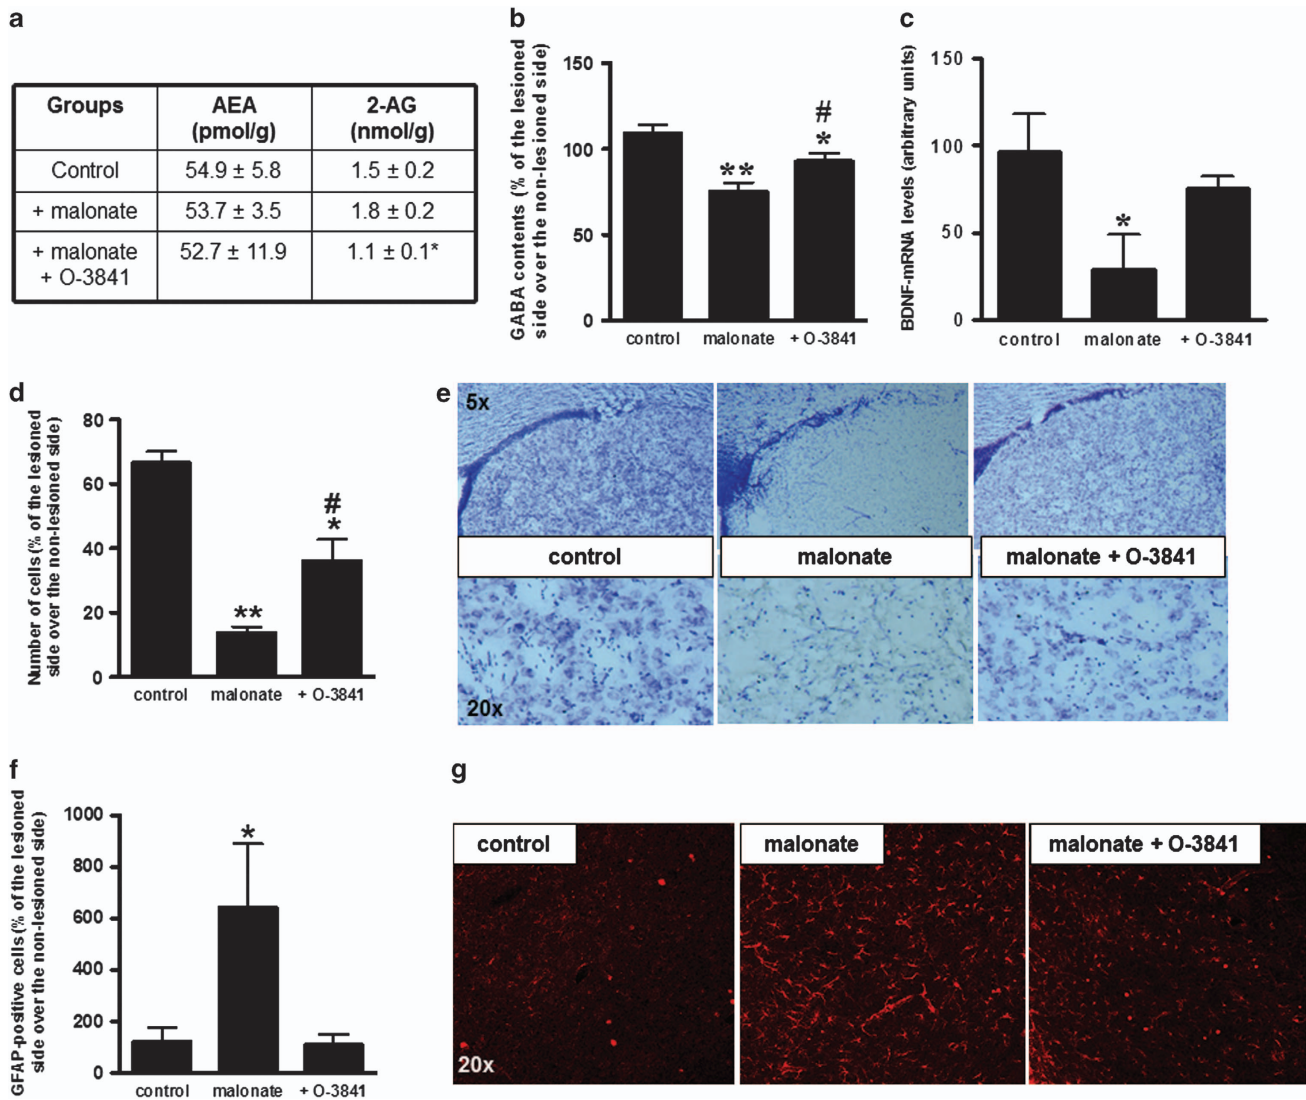 a
Groups AEA 2-AG
(pmol/g) (nmol/g)
Control 54.9 ± 5.8 1.5 ± 0.2
+ malonate 53.7 ± 3.5 1.8 ± 0.2
+ malonate 52.7 ± 11.9 1.1 ± 0.1*
+ O-3841
b
GABA contents (% of the lesioned
side over the non-lesioned side)
150
100
50
0
**
#
*
control malonate + O-3841
c
BDNF-mRNA levels (arbitrary units)
150
100
50
0
*
control malonate + O-3841
d
Number of cells (% of the lesioned
side over the non-lesioned side)
80
60
40
20
0
**
#
*
control malonate + O-3841
e
5x
control malonate malonate + O-3841
20x
f
GFAP-positive cells (% of the lesioned
side over the non-lesioned side)
1000
800
600
400
200
0
*
control malonate + O-3841
g
control malonate malonate + O-3841
20x